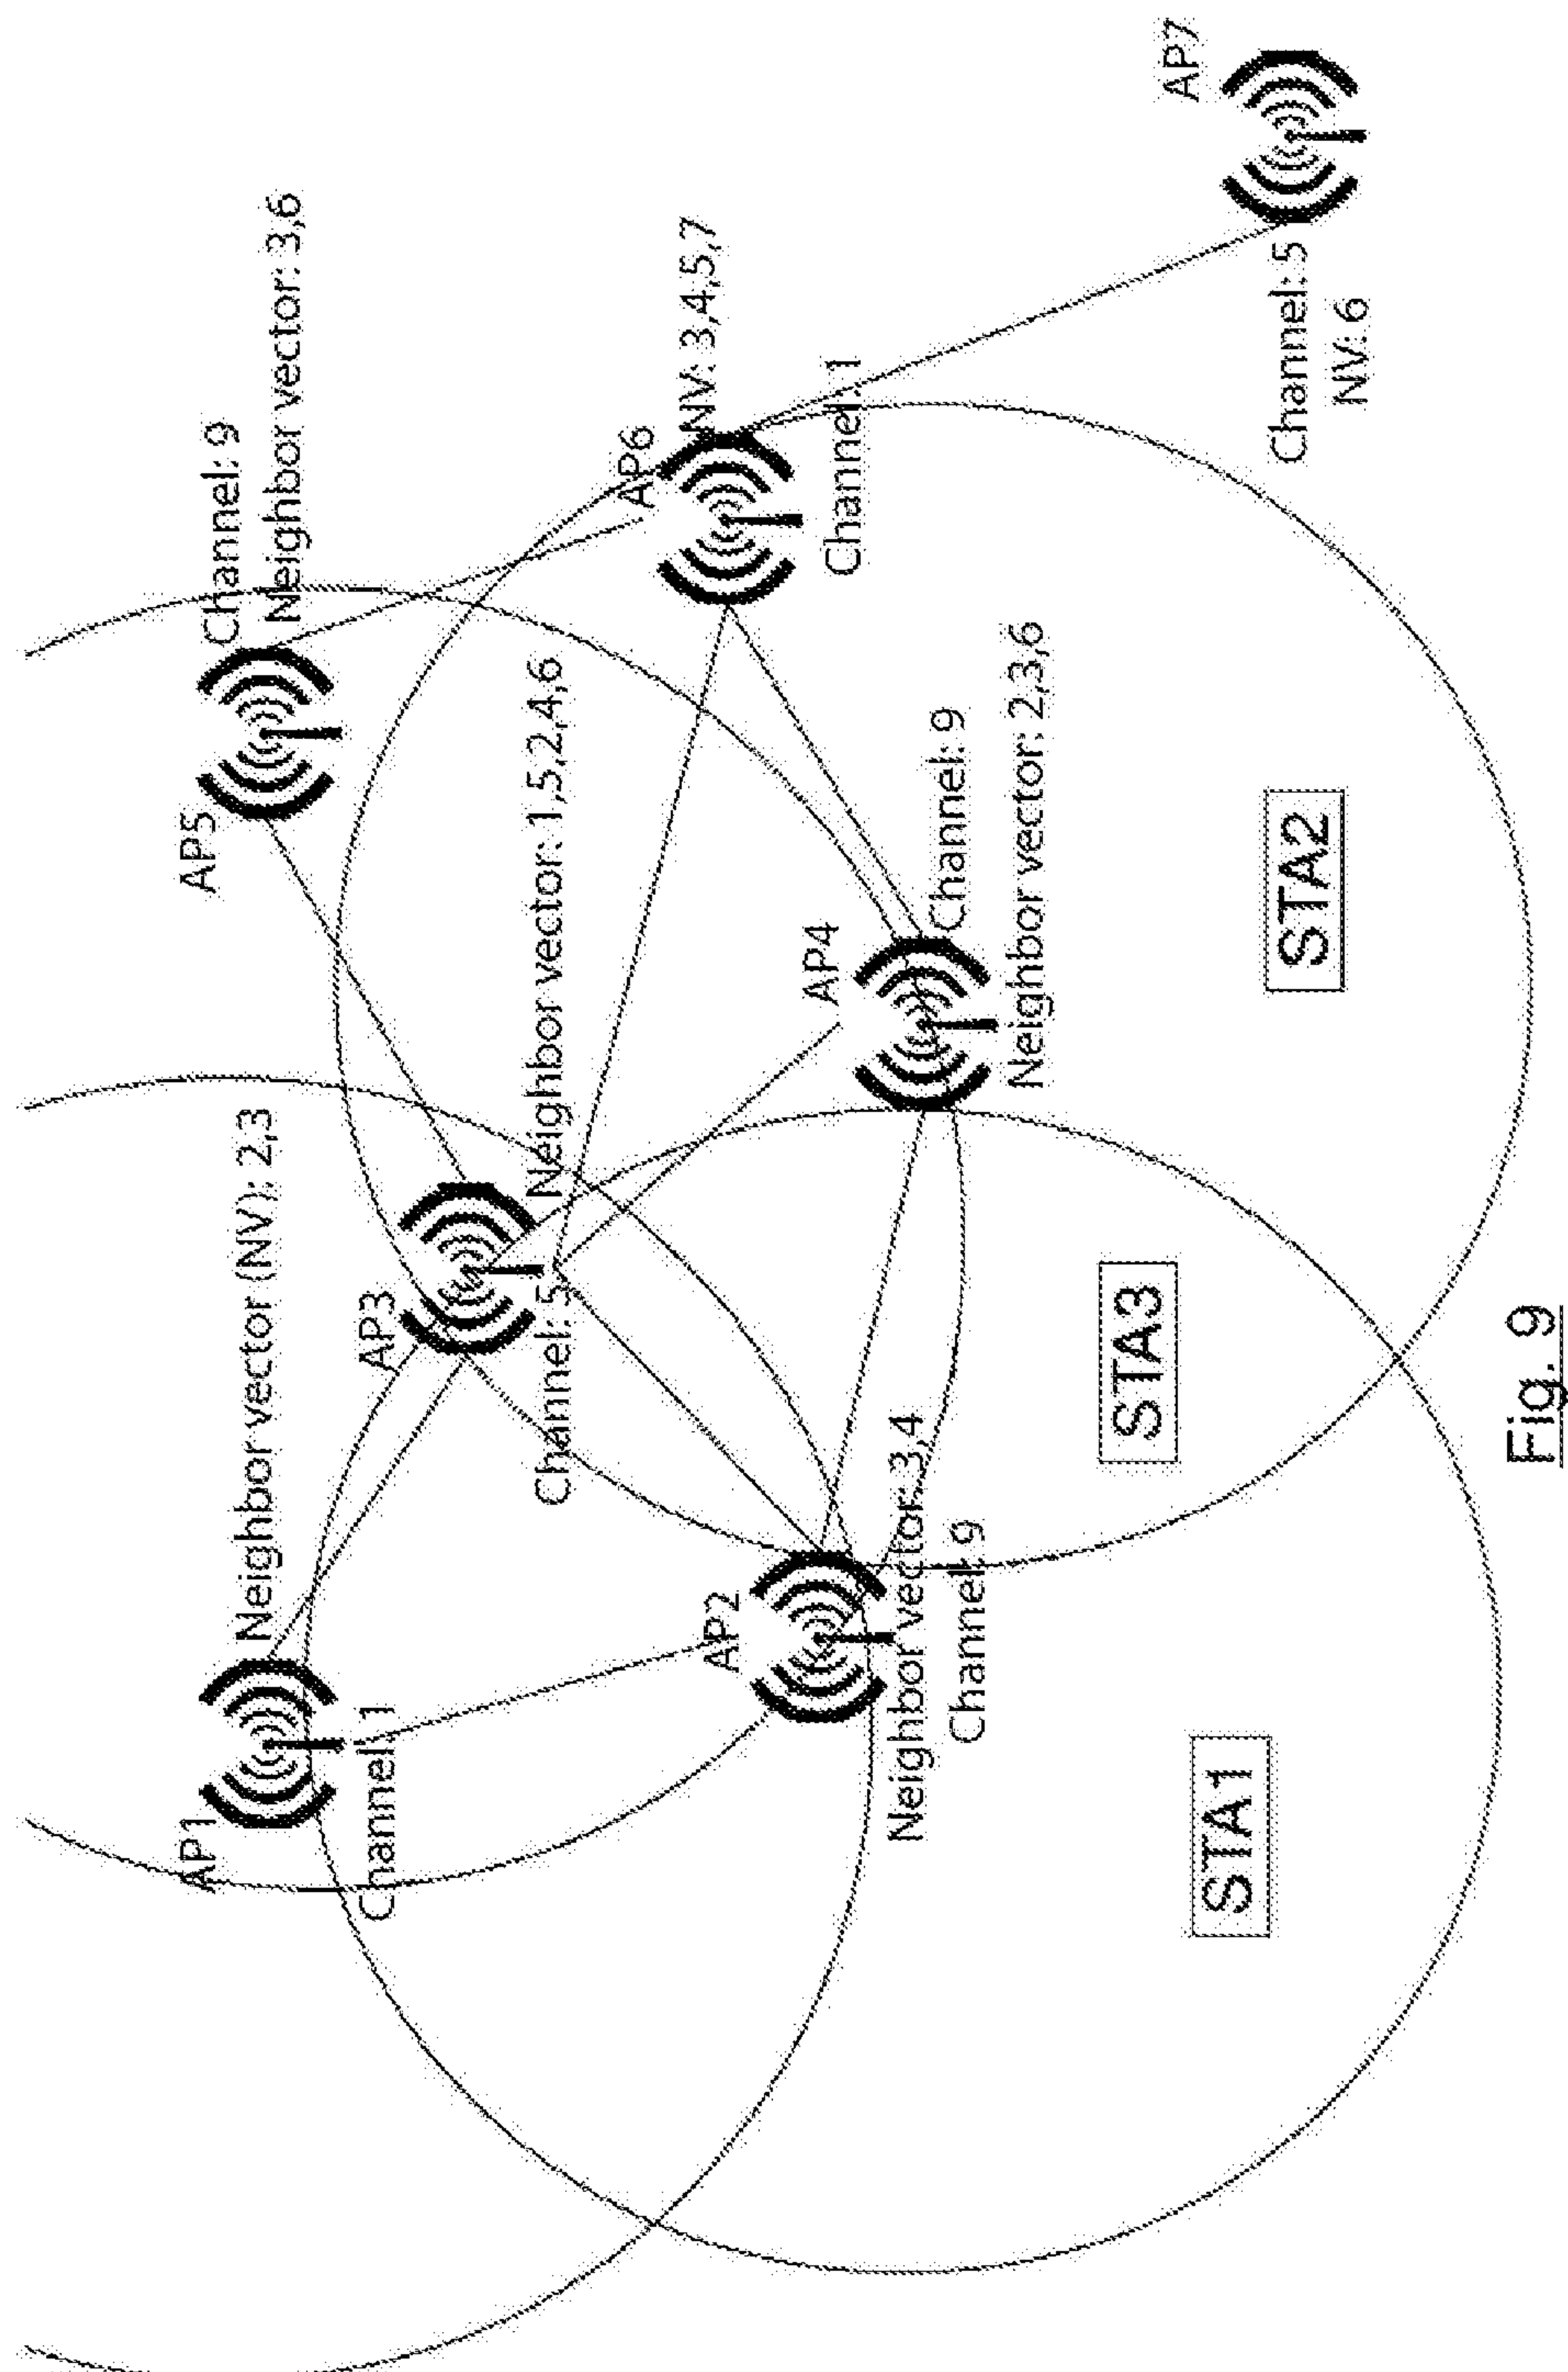 AP1
Neighbor vector (NV): 2,3
Channel: 1
AP3
Neighbor vector: 1,5,2,4,6
Channel: 5
AP5
Channel: 9
Neighbor vector: 3,6
AP6
NV: 3,4,5,7
Channel: 1
AP2
Neighbor vector: 3,4
Channel: 9
AP4
Channel: 9
Neighbor vector: 2,3,6
AP7
Channel: 5
NV: 6
STA1
STA3
STA2
Fig. 9